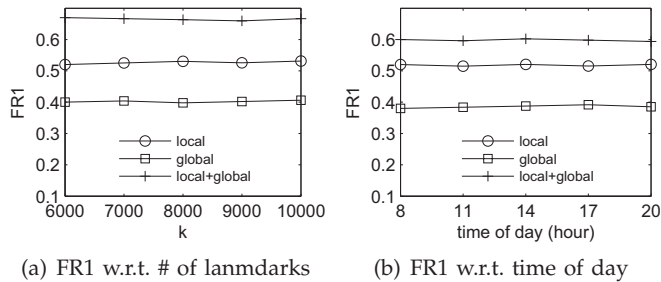 0.6
0.5
0.4
0.3
0.2
0.1
FR1
local
global
local+global
6000 7000 8000 9000 10000
k
(a) FR1 w.r.t. # of lanmdarks
0.6
0.5
0.4
0.3
0.2
0.1
FR1
local
global
local+global
8 11 14 17 20
time of day (hour)
(b) FR1 w.r.t. time of day